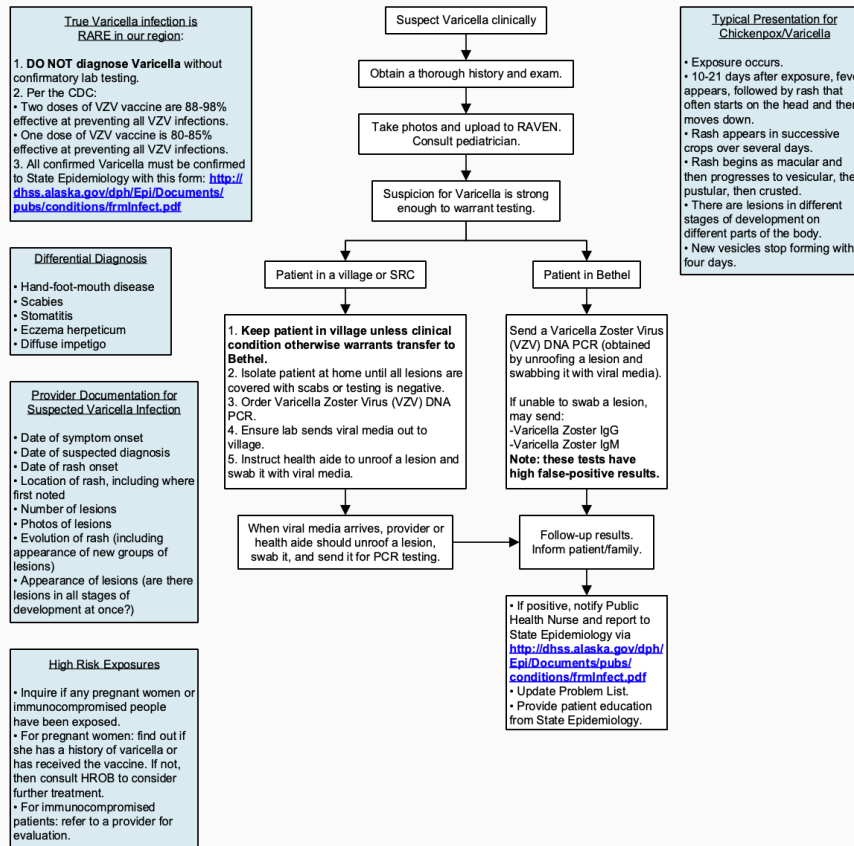 True Varicella infection is
RARE in our region:
1. DO NOT diagnose Varicella without
confirmatory lab testing.
2. Per the CDC:
• Two doses of VZV vaccine are 88-98%
effective at preventing all VZV infections.
• One dose of VZV vaccine is 80-85%
effective at preventing all VZV infections.
3. All confirmed Varicella must be confirmed
to State Epidemiology with this form: http://
dhss.alaska.gov/dph/Epi/Documents/
pubs/conditions/frmInfect.pdf
Differential Diagnosis
• Hand-foot-mouth disease
• Scabies
• Stomatitis
• Eczema herpeticum
• Diffuse impetigo
Provider Documentation for
Suspected Varicella Infection
• Date of symptom onset
• Date of suspected diagnosis
• Date of rash onset
• Location of rash, including where
first noted
• Number of lesions
• Photos of lesions
• Evolution of rash (including
appearance of new groups of
lesions)
• Appearance of lesions (are there
lesions in all stages of
development at once?)
High Risk Exposures
• Inquire if any pregnant women or
immunocompromised people
have been exposed.
• For pregnant women: find out if
she has a history of varicella or
has received the vaccine. If not,
then consult HROB to consider
further treatment.
• For immunocompromised
patients: refer to a provider for
evaluation.
Suspect Varicella clinically
Obtain a thorough history and exam.
Take photos and upload to RAVEN.
Consult pediatrician.
Suspicion for Varicella is strong
enough to warrant testing.
Patient in a village or SRC
1. Keep patient in village unless clinical
condition otherwise warrants transfer to
Bethel.
2. Isolate patient at home until all lesions are
covered with scabs or testing is negative.
3. Order Varicella Zoster Virus (VZV) DNA
PCR.
4. Ensure lab sends viral media out to
village.
5. Instruct health aide to unroof a lesion and
swab it with viral media.
When viral media arrives, provider or
health aide should unroof a lesion,
swab it, and send it for PCR testing.
Patient in Bethel
Send a Varicella Zoster Virus
(VZV) DNA PCR (obtained
by unroofing a lesion and
swabbing it with viral media).
If unable to swab a lesion,
may send:
-Varicella Zoster IgG
-Varicella Zoster IgM
Note: these tests have
high false-positive results.
Follow-up results.
Inform patient/family.
• If positive, notify Public
Health Nurse and report to
State Epidemiology via
http://dhss.alaska.gov/dph/
Epi/Documents/pubs/
conditions/frmInfect.pdf
• Update Problem List.
• Provide patient education
from State Epidemiology.
Typical Presentation for
Chickenpox/Varicella
• Exposure occurs.
• 10-21 days after exposure, feve
appears, followed by rash that
often starts on the head and then
moves down.
• Rash appears in successive
crops over several days.
• Rash begins as macular and
then progresses to vesicular, the
pustular, then crusted.
• There are lesions in different
stages of development on
different parts of the body.
• New vesicles stop forming with
four days.